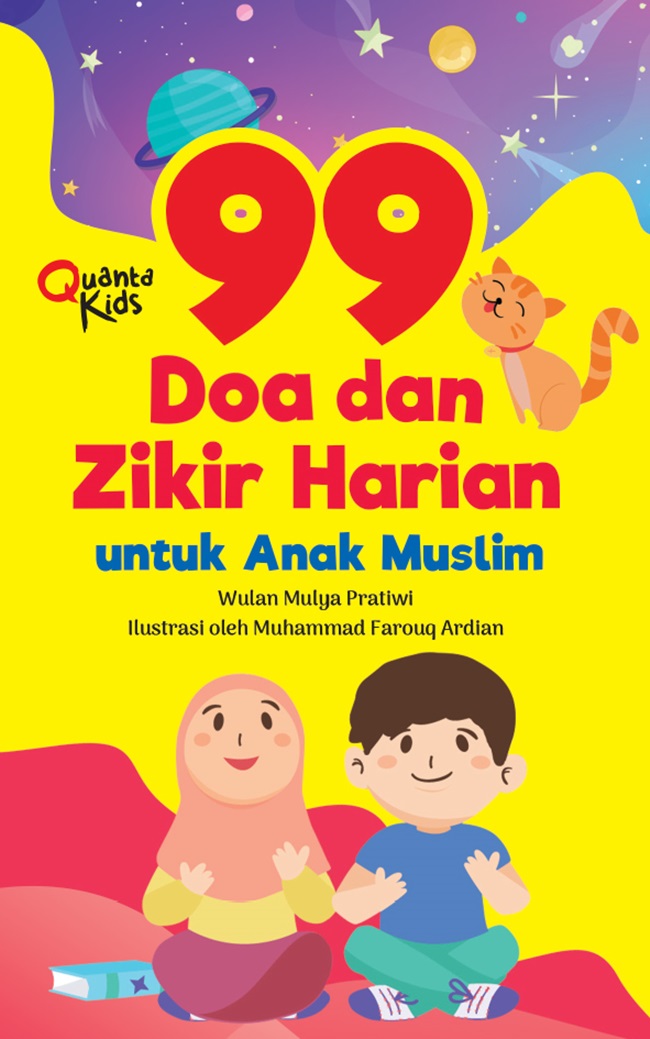 99
Quanta
Kids
Doa dan
Zikir Harian
untuk Anak Muslim
Wulan Mulya Pratiwi
Ilustrasi oleh Muhammad Farouq Ardian